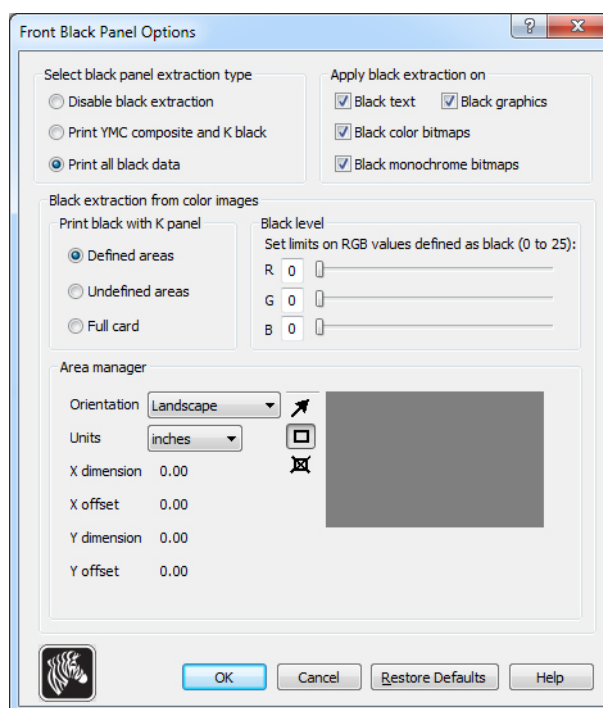 Front Black Panel Options
Select black panel extraction type
Disable black extraction
Print YMC composite and K black
Print all black data
Apply black extraction on
Black text
Black graphics
Black color bitmaps
Black monochrome bitmaps
Black extraction from color images
Print black with K panel
Defined areas
Undefined areas
Full card
Black level
Set limits on RGB values defined as black (0 to 25):
R 0
G 0
B 0
Area manager
Orientation Landscape
Units inches
X dimension 0.00
X offset 0.00
Y dimension 0.00
Y offset 0.00
OK
Cancel
Restore Defaults
Help